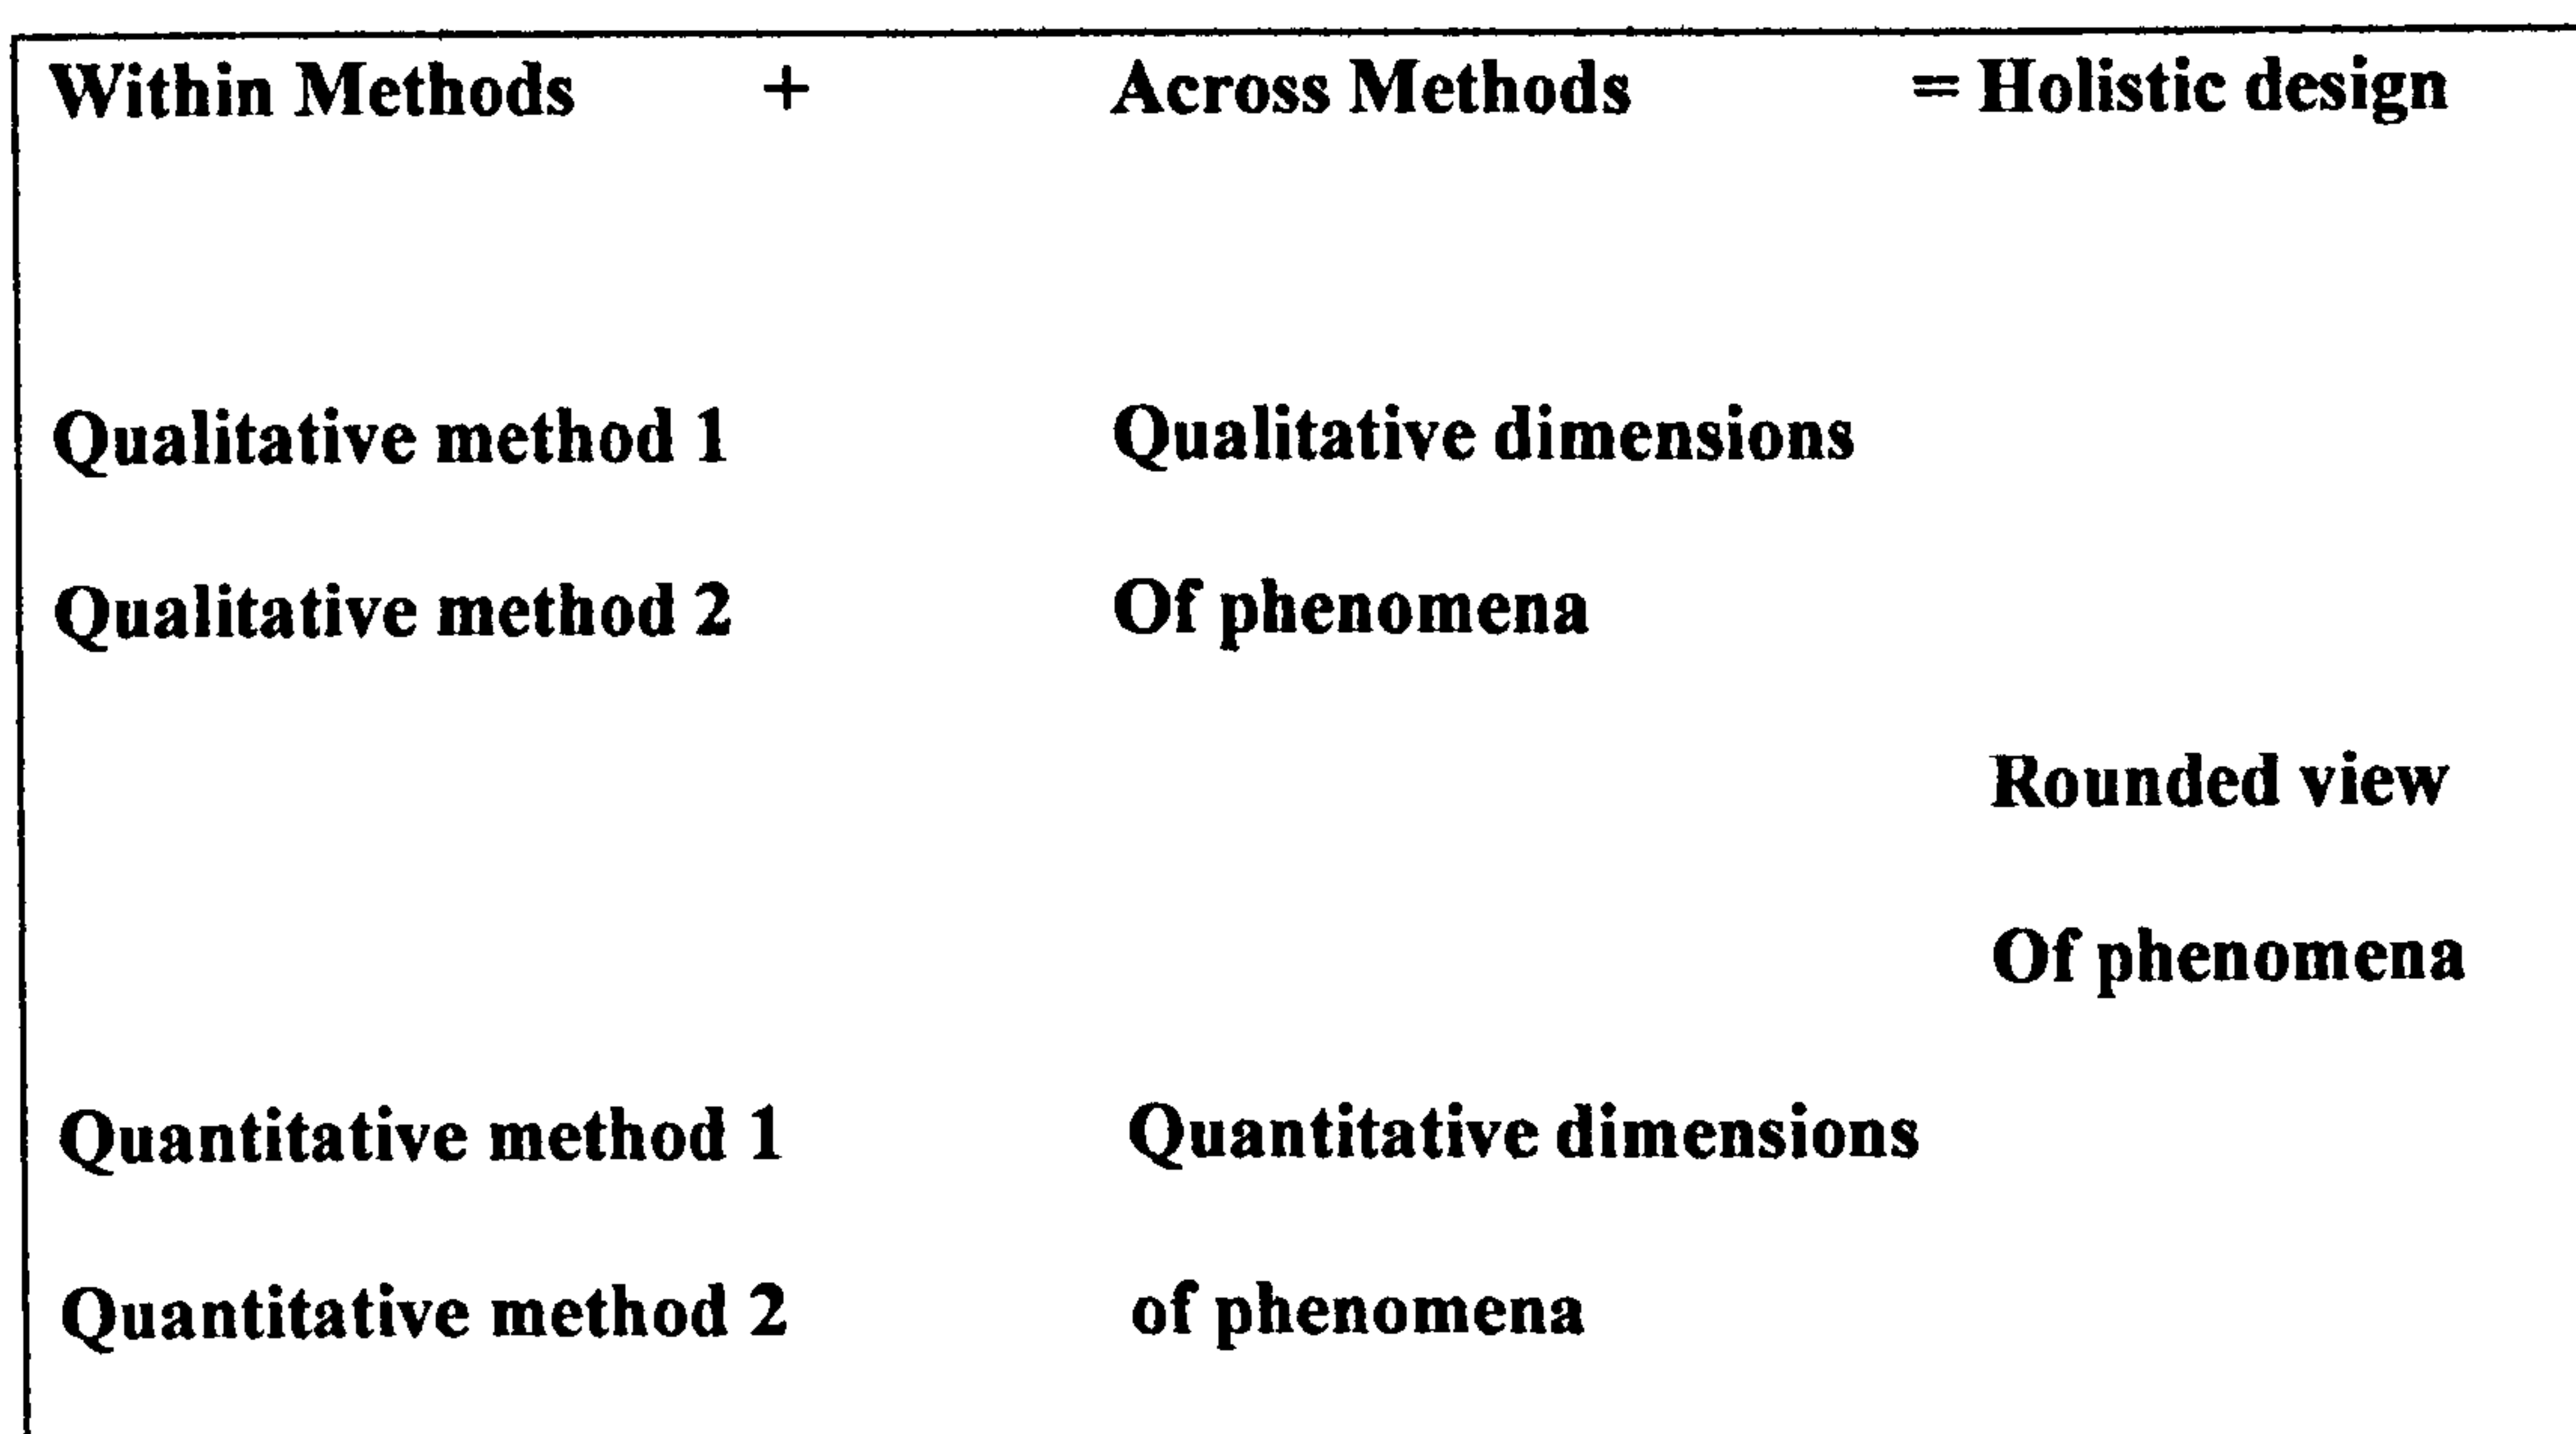 Within Methods + Across Methods = Holistic design
Qualitative method 1 Qualitative dimensions
Qualitative method 2 Of phenomena
Rounded view
Of phenomena
Quantitative method 1 Quantitative dimensions
Quantitative method 2 of phenomena